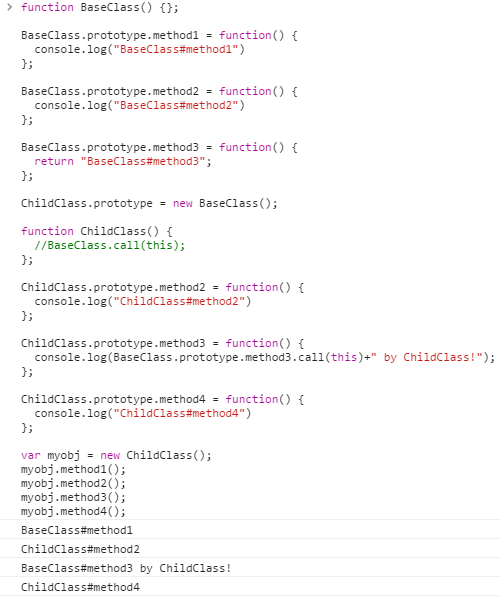 function BaseClass() {};
BaseClass.prototype.method1 = function() {
console.log("BaseClass#method1")
};
BaseClass.prototype.method2 = function() {
console.log("BaseClass#method2")
};
BaseClass.prototype.method3 = function() {
return "BaseClass#method3";
};
ChildClass.prototype = new BaseClass();
function ChildClass() {
//BaseClass.call(this);
};
ChildClass.prototype.method2 = function() {
console.log("ChildClass#method2")
};
ChildClass.prototype.method3 = function() {
console.log(BaseClass.prototype.method3.call(this)+" by ChildClass!");
};
ChildClass.prototype.method4 = function() {
console.log("ChildClass#method4")
};
var myobj = new ChildClass();
myobj.method1();
myobj.method2();
myobj.method3();
myobj.method4();
BaseClass#method1
ChildClass#method2
BaseClass#method3 by ChildClass!
ChildClass#method4